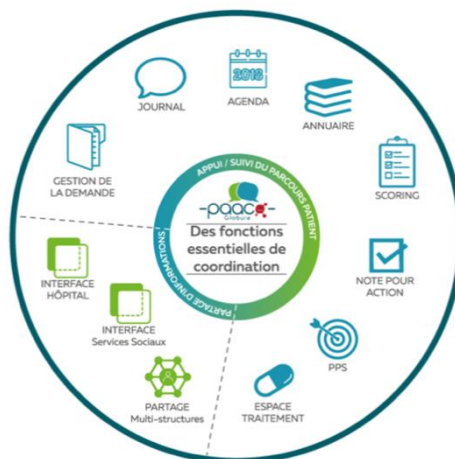 JOURNAL
2018
AGENDA
ANNUAIRE
SCORING
NOTE POUR
ACTION
PPS
ESPACE
TRAITEMENT
PARTAGE
Multi-structures
INTERFACE
Services Sociaux
INTERFACE
HÔPITAL
GESTION DE
LA DEMANDE
APPUI / SUIVI DU PARCOURS PATIENT
PARTAGE D'INFORMATIONS
-paaco-
Globule
Des fonctions
essentielles de
coordination